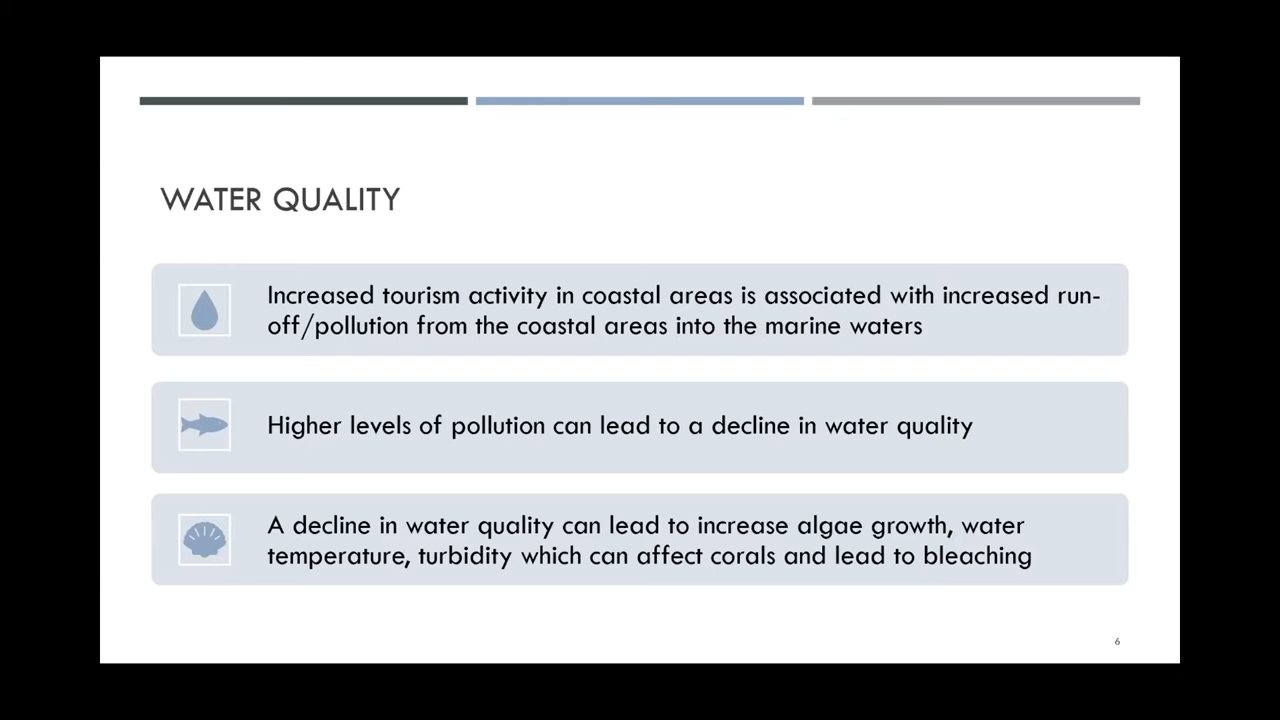 WATER QUALITY
Increased tourism activity in coastal areas is associated with increased run-
off/pollution from the coastal areas into the marine waters
Higher levels of pollution can lead to a decline in water quality
A decline in water quality can lead to increase algae growth, water
temperature, turbidity which can affect corals and lead to bleaching
6